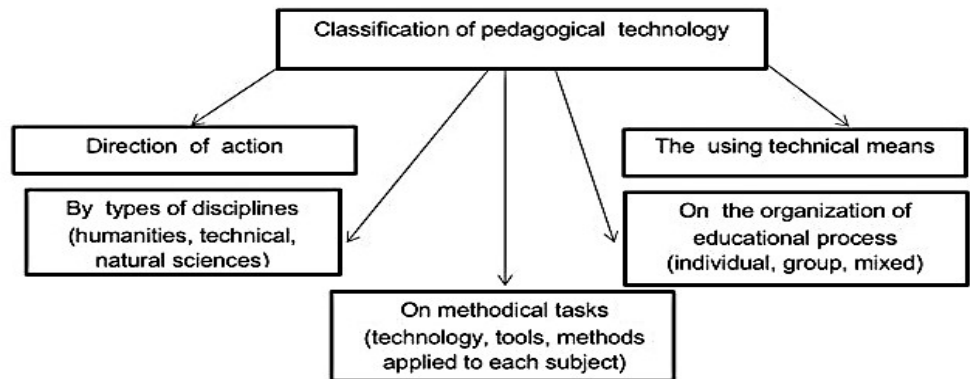 Classification of pedagogical technology
Direction of action
The using technical means
By types of disciplines
(humanities, technical,
natural sciences)
On the organization of
educational process
(individual, group, mixed)
On methodical tasks
(technology, tools, methods
applied to each subject)